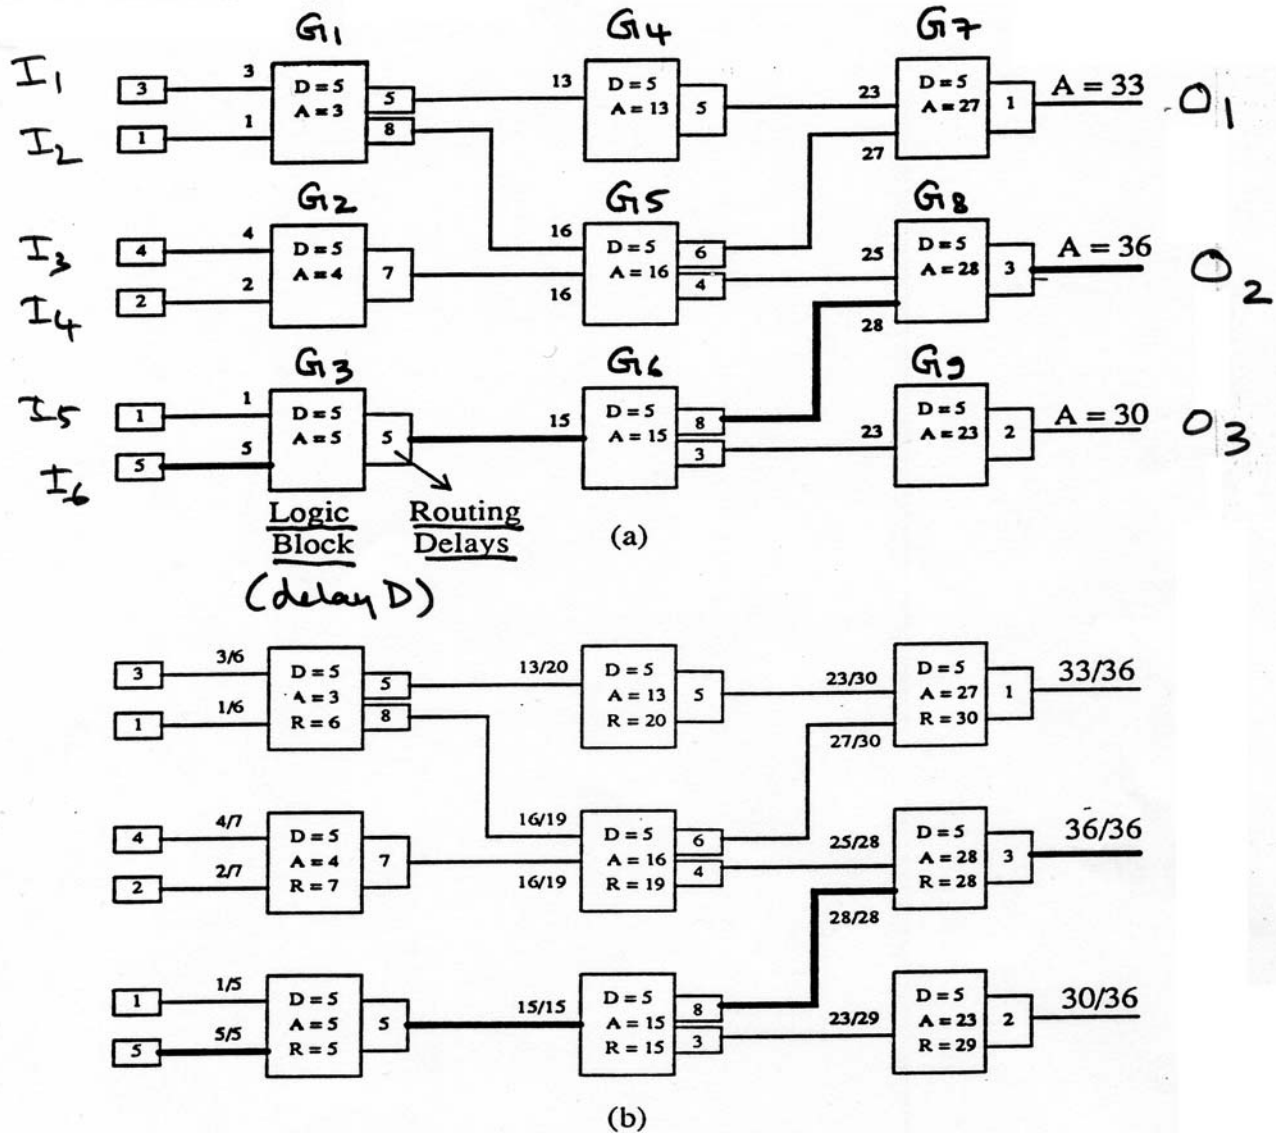 G1 G4 G7
I1 3 3 D = 5 A = 3 5 8 13 D = 5 A = 13 5 23 27 D = 5 A = 27 1 A = 33 O1
I2 1 1
G2 G5 G8
I3 4 4 D = 5 A = 4 7 16 16 D = 5 A = 16 6 4 25 28 D = 5 A = 28 3 A = 36 O2
I4 2 2
G3 G6 G9
I5 1 1 D = 5 A = 5 5 15 D = 5 A = 15 8 3 23 D = 5 A = 23 2 A = 30 O3
I6 5 5
Logic Routing
Block Delays
(a)
(delay D)
3 3/6 D = 5 A = 3 R = 6 5 8 13/20 D = 5 A = 13 R = 20 5 23/30 27/30 D = 5 A = 27 R = 30 1 33/36
1 1/6
4 4/7 D = 5 A = 4 R = 7 7 16/19 16/19 D = 5 A = 16 R = 19 6 4 25/28 28/28 D = 5 A = 28 R = 28 3 36/36
2 2/7
1 1/5 D = 5 A = 5 R = 5 5 15/15 D = 5 A = 15 R = 15 8 3 23/29 D = 5 A = 23 R = 29 2 30/36
5 5/5
(b)